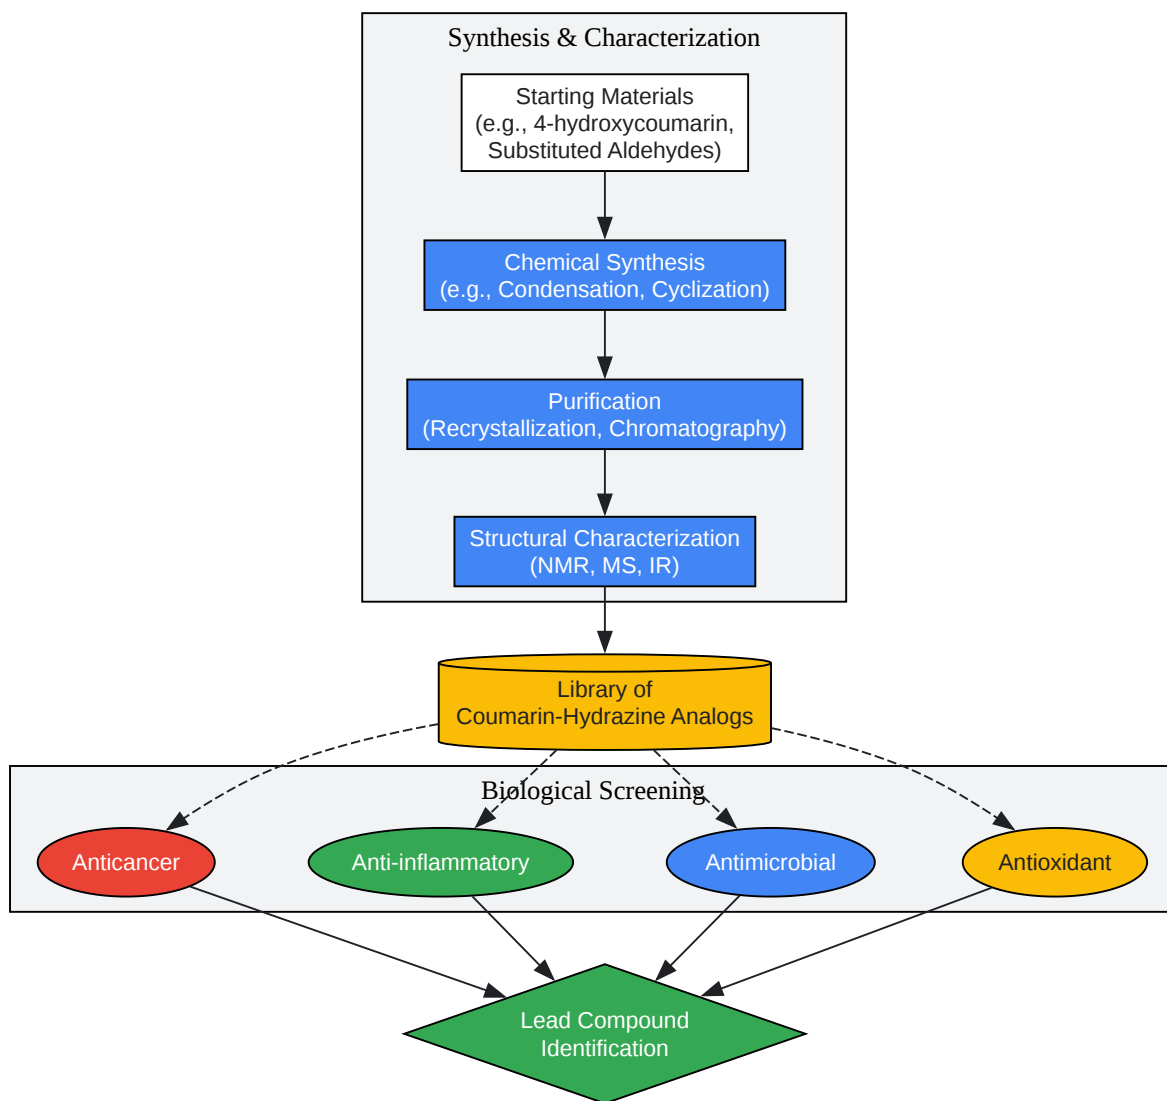 Synthesis & Characterization
Starting Materials
(e.g., 4-hydroxycoumarin,
Substituted Aldehydes)
Chemical Synthesis
(e.g., Condensation, Cyclization)
Purification
(Recrystallization, Chromatography)
Structural Characterization
(NMR, MS, IR)
Library of
Coumarin-Hydrazine Analogs
Biological Screening
Anticancer
Anti-inflammatory
Antimicrobial
Antioxidant
Lead Compound
Identification